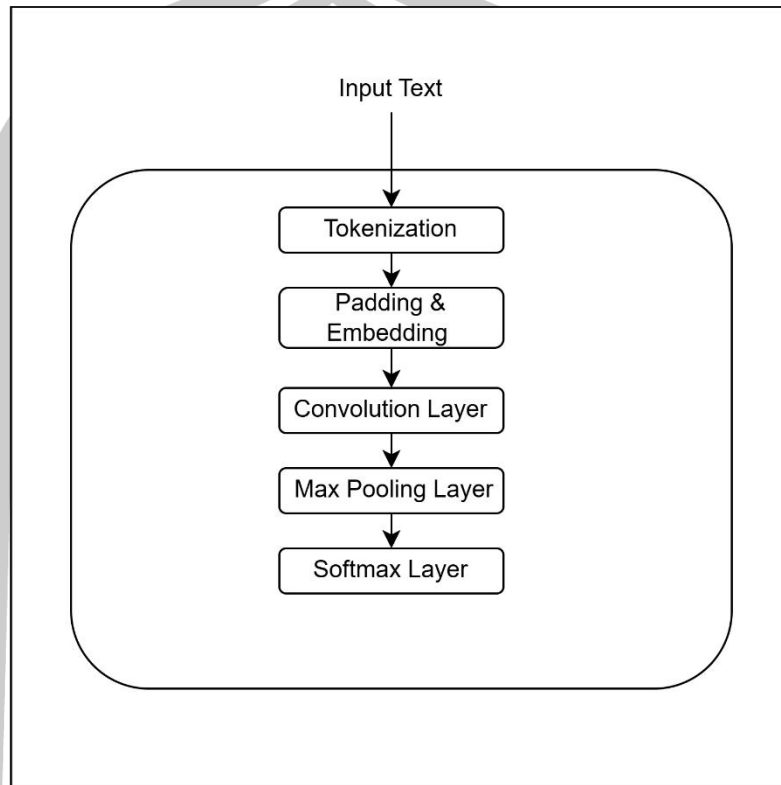 Input Text
Tokenization
Padding &
Embedding
Convolution Layer
Max Pooling Layer
Softmax Layer